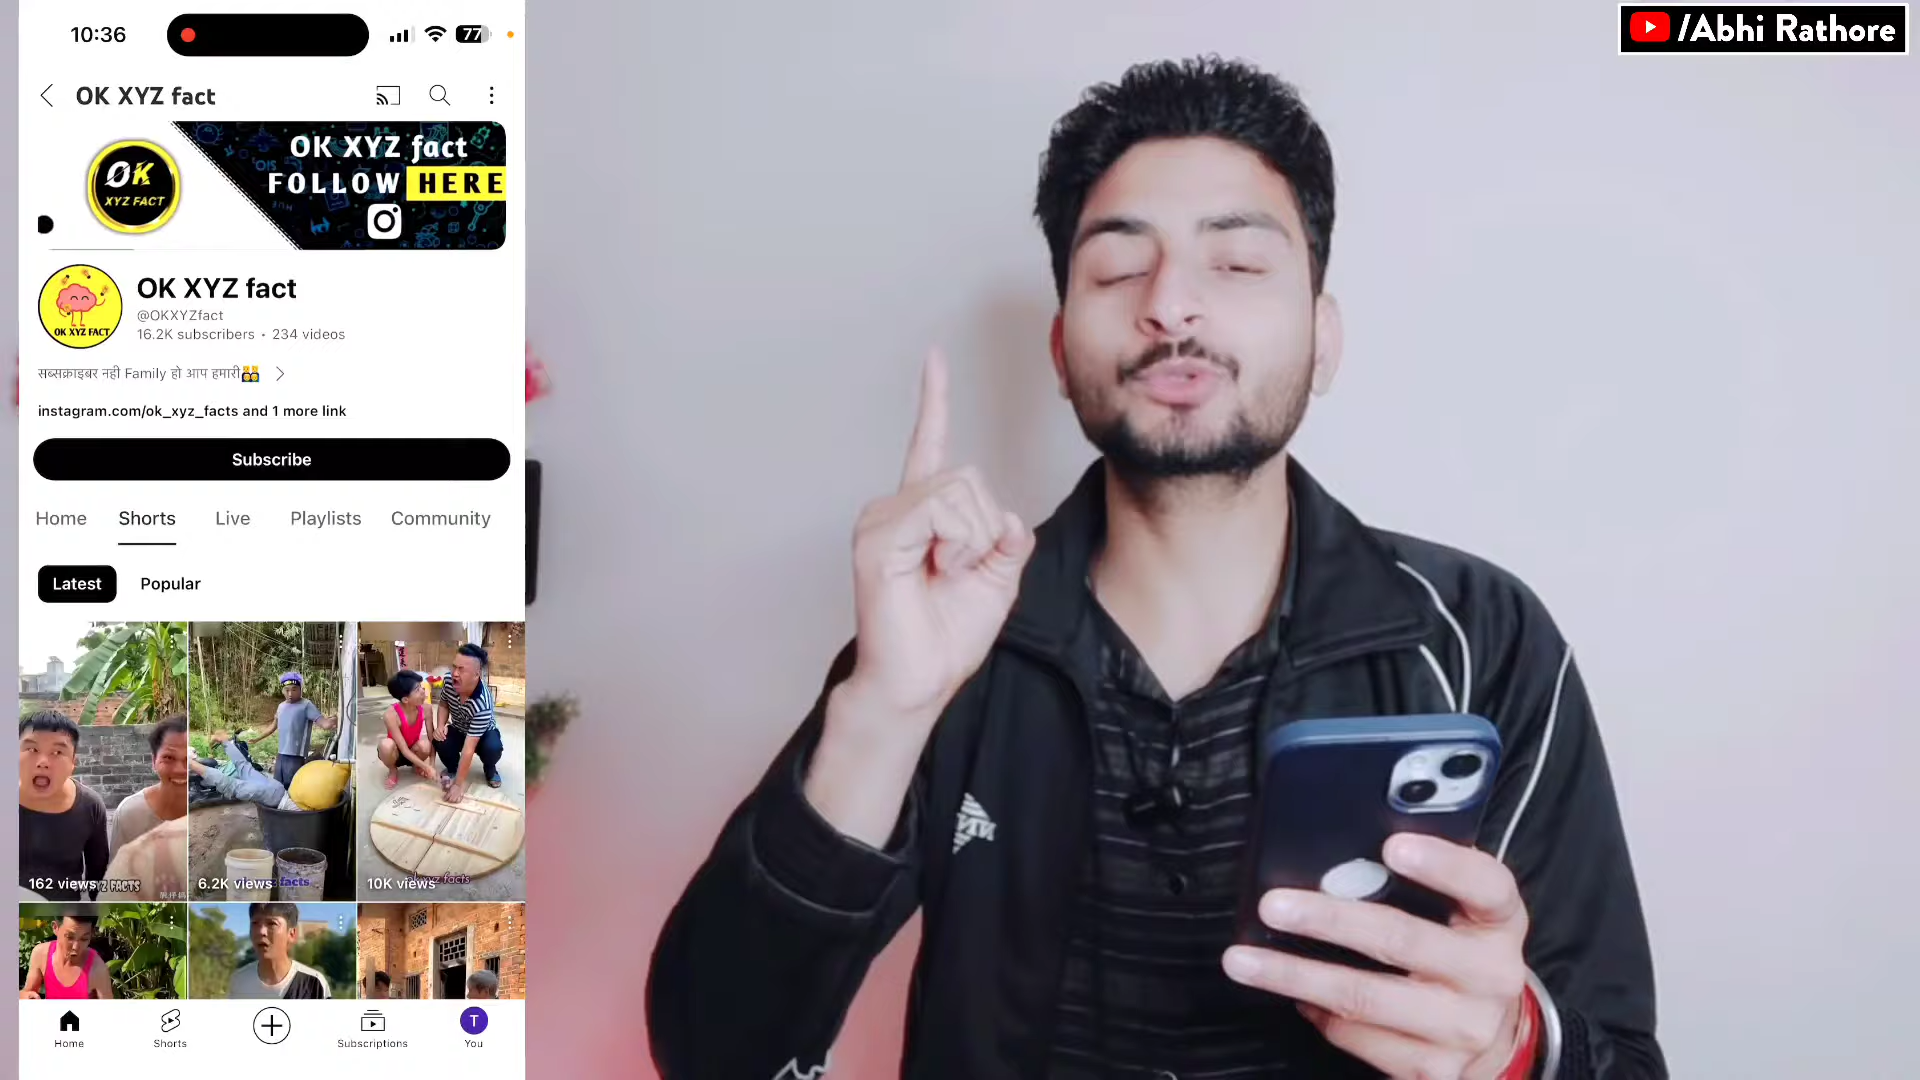 10:36
77
/Abhi Rathore
OK XYZ fact
OK
XYZ FACT
OK XYZ fact
FOLLOW HERE
OK XYZ FACT
OK XYZ fact
@OKXYZfact
16.2K subscribers • 234 videos
सब्सक्राइबर नही Family हो आप हमारी
instagram.com/ok_xyz_facts and 1 more link
Subscribe
Home Shorts Live Playlists Community
Latest Popular
162 views
6.2K views
facts
10K views
Home Shorts Subscriptions You
T